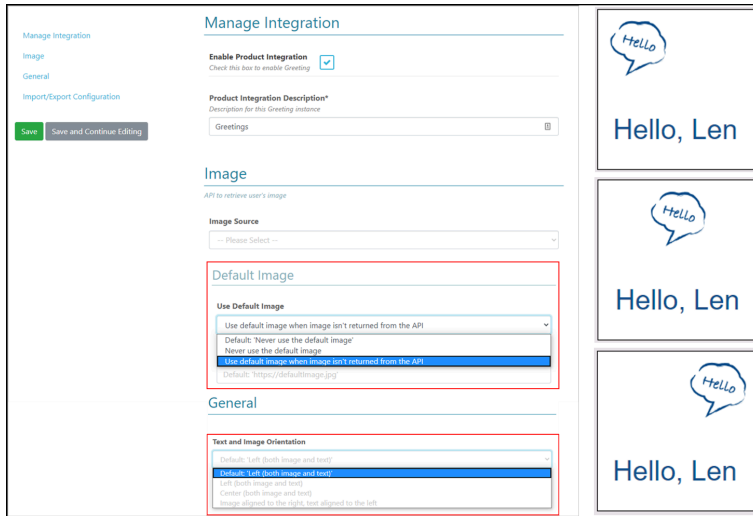 Manage Integration
Image
General
Import/Export Configuration
Save
Save and Continue Editing
Manage Integration
Enable Product Integration
Check this box to enable Greeting
Product Integration Description*
Description for this Greeting instance
Greetings
Image
API to retrieve user's image
Image Source
-- Please Select --
Default Image
Use Default Image
Use default image when image isn't returned from the API
Default: 'Never use the default image'
Never use the default image
Use default image when image isn't returned from the API
Default: 'https://defaultimage.jpg'
General
Text and Image Orientation
Default: 'Left (both image and text)'
Default: 'Left (both image and text)'
Left (both image and text)
Center (both image and text)
Image aligned to the right, text aligned to the left
Hello
Hello, Len
Hello
Hello, Len
Hello
Hello, Len